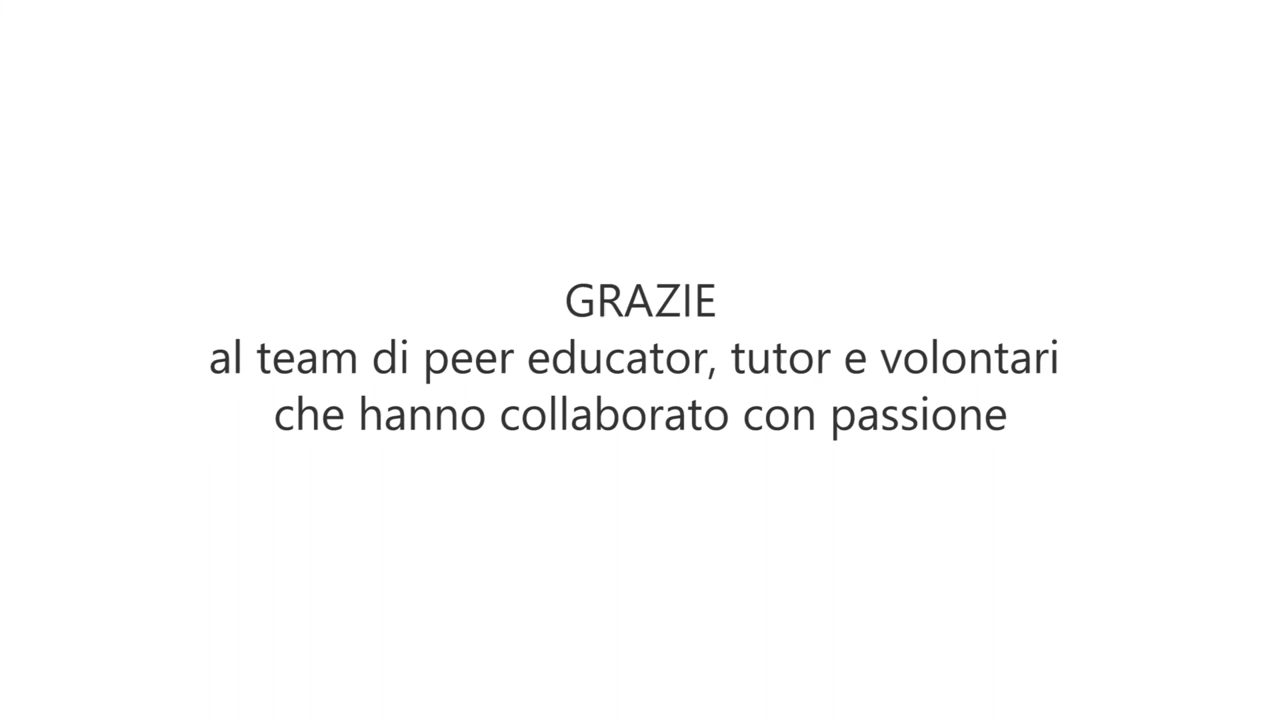 GRAZIE
al team di peer educator, tutor e volontari
che hanno collaborato con passione